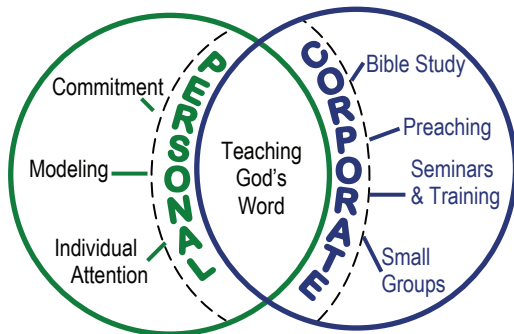 Commitment
Modeling
Individual
Attention
PERSONAL
Teaching
God's
Word
CORPORATE
Bible Study
Preaching
Seminars
& Training
Small
Groups